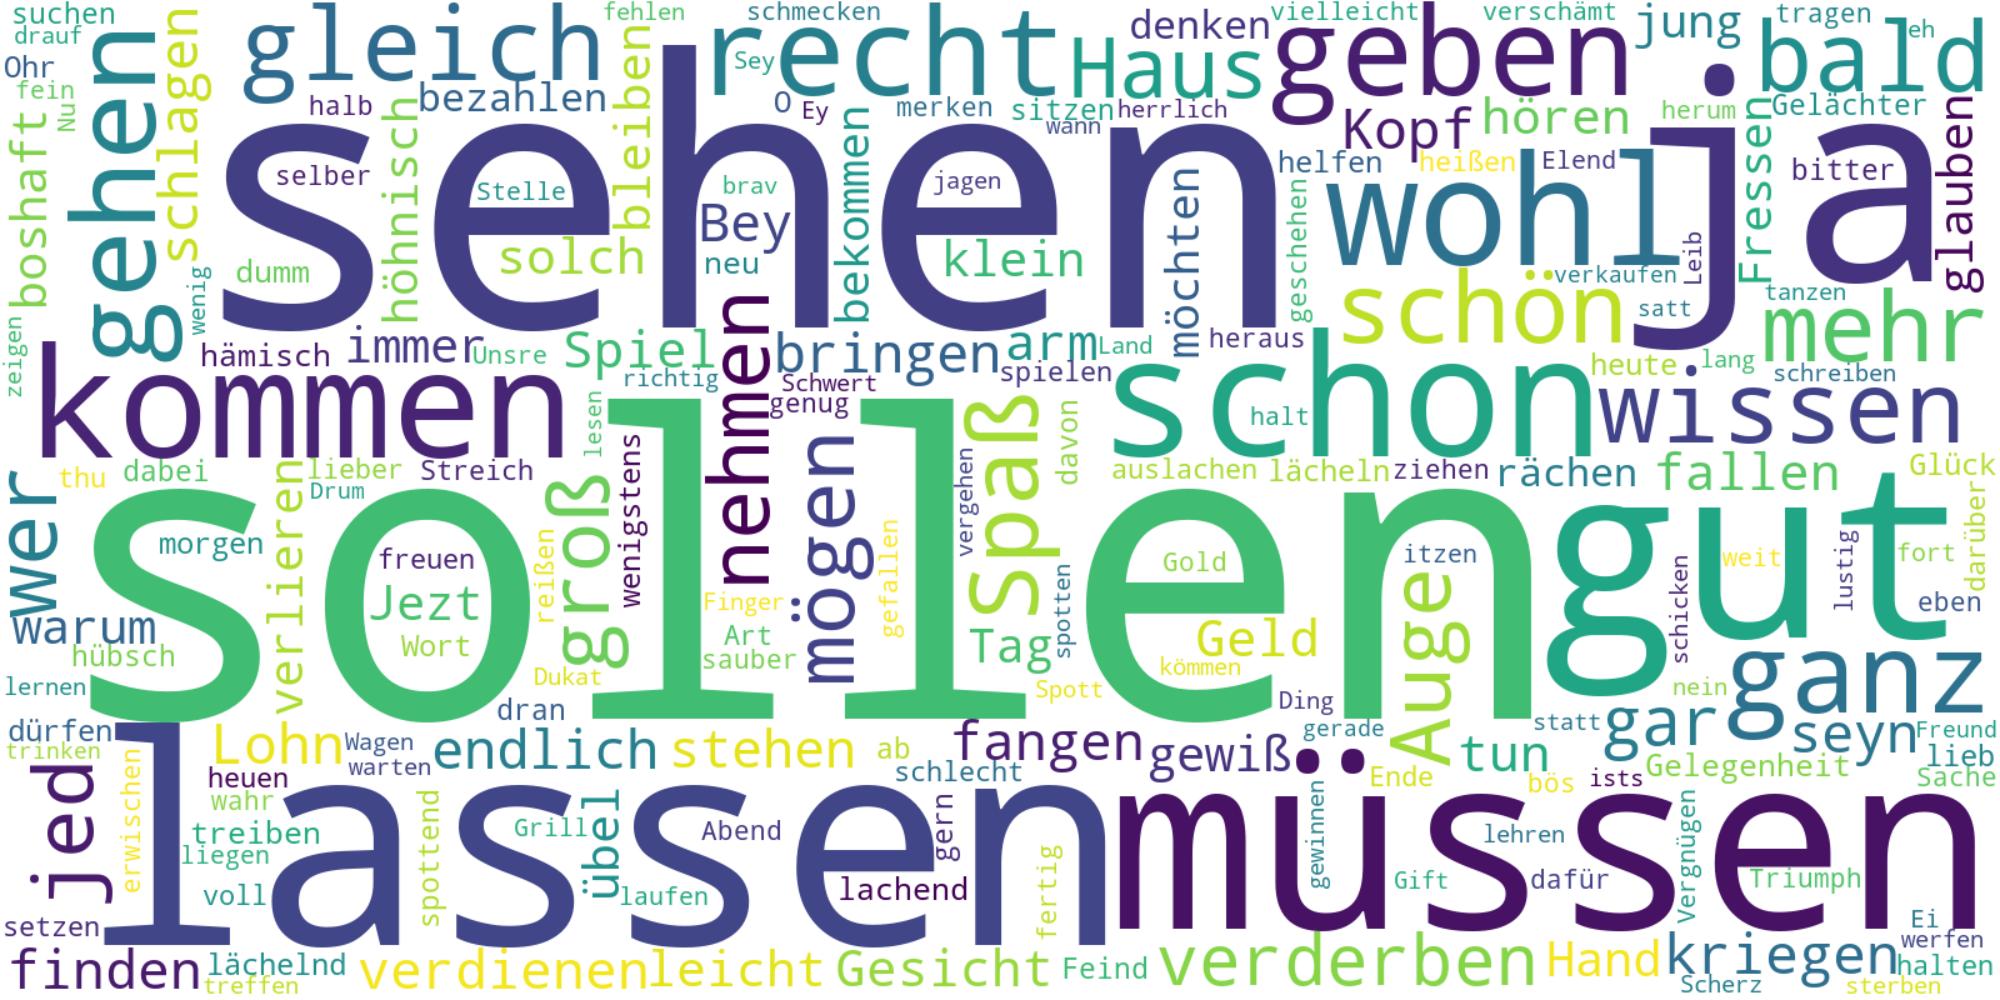 suchen
drauf
Ohr
fein
Nun
boshaft
gehen
schlagen
gleich
halb
bezahlen
fehlen
bleiben
schmecken
recht
Sey
Haus
denken
vielleicht
geben
verschämt
jung
tragen
bald
eh
O
Ey
merken
sitzen
herrlich
wann
Kopf
hören
herum
Gelächter
Fressen
glauben
sehen
selber
höhnisch
Stelle
brav
Bey
bekommen
jagen
möchten
helfen
heißen
Elend
wohl
ja
bitter
geschehen
wenig
dumm
solch
neu
klein
verkaufen
Leib
schön
satt
tanzen
mehr
zeigen
hämisch
immer
Unsre
Spiel
nehmen
bringen
arm
Land
heraus
heute
lang
schreiben
kommen
richtig
Schwert
genug
spielen
schon
halt
wissen
lesen
wer
thu
dabei
lieber
Drum
Streich
groß
wenigstens
mögen
Spaß
davon
auslachen
lächeln
ziehen
rächen
fallen
Glück
sollen
morgen
verlieren
freuen
Jezt
Wort
reißen
vergehen
gefallen
Gold
itzen
Auge
gut
weit
lustig
fort
darüber
eben
schicken
warum
hübsch
lernen
Finger
Art
sauber
Dukat
Tag
spotten
Geld
kömmen
Spott
Ding
nein
ganz
dürfen
trinken
Lohn
Wagen
warten
dran
endlich
stehen
ab
fangen
gewiß
gerade
statt
gar
seyn
Freund
lieb
jed
erwischen
heuen
wahr
treiben
liegen
voll
schlecht
tun
Gelegenheit
Sache
Ende
bös
ists
lassen
spottend
Grill
übel
laufen
Abend
gern
lachend
fertig
müssen
gewinnen
lehren
Gift
dafür
Vergnügen
Triumph
setzen
Ei
finden
lächelnd
treffen
verdienen
leicht
Gesicht
Feind
verderben
Hand
kriegen
werfen
halten
Scherz
sterben